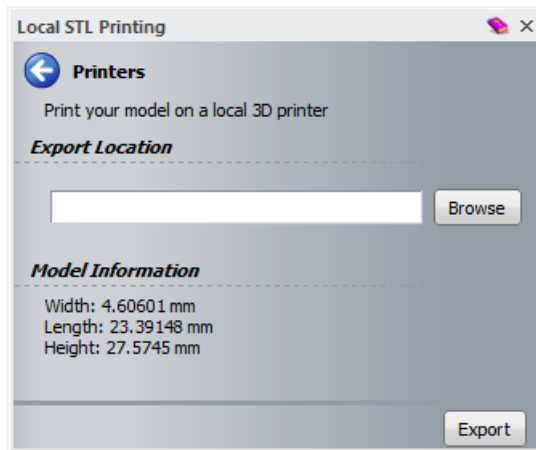 Local STL Printing
Printers
Print your model on a local 3D printer
Export Location
Browse
Model Information
Width: 4.60601 mm
Length: 23.39148 mm
Height: 27.5745 mm
Export